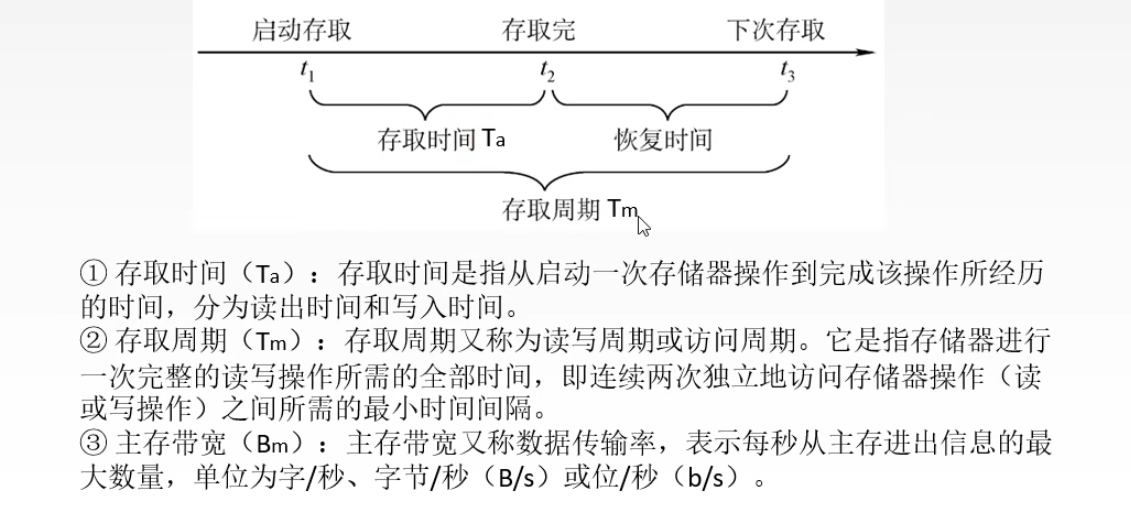 启动存取 存取完 下次存取
t1 t2 t3
存取时间 Ta 恢复时间
存取周期 Tm
① 存取时间（Ta）：存取时间是指从启动一次存储器操作到完成该操作所经历
的时间，分为读出时间和写入时间。
② 存取周期（Tm）：存取周期又称为读写周期或访问周期。它是指存储器进行
一次完整的读写操作所需的全部时间，即连续两次独立地访问存储器操作（读
或写操作）之间所需的最小时间间隔。
③ 主存带宽（Bm）：主存带宽又称数据传输率，表示每秒从主存进出信息的最
大数量，单位为字/秒、字节/秒（B/s）或位/秒（b/s）。